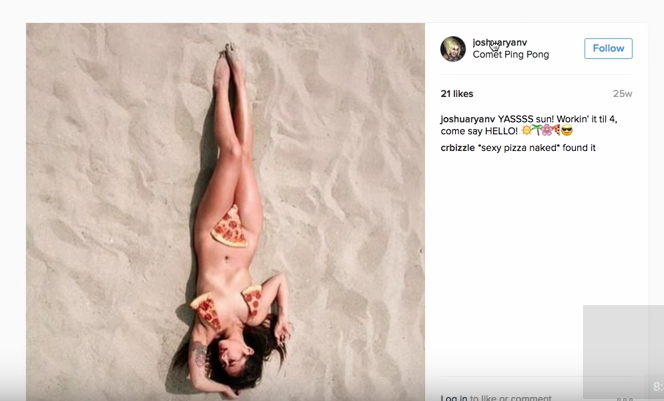 joshuaryanv
Comet Ping Pong
Follow
21 likes
25w
joshuaryanv YASSSS sun! Workin' it til 4,
come say HELLO! ☀️🌴🌸🍕😎
crbizzle *sexy pizza naked* found it
Log in to like or comment.
8: